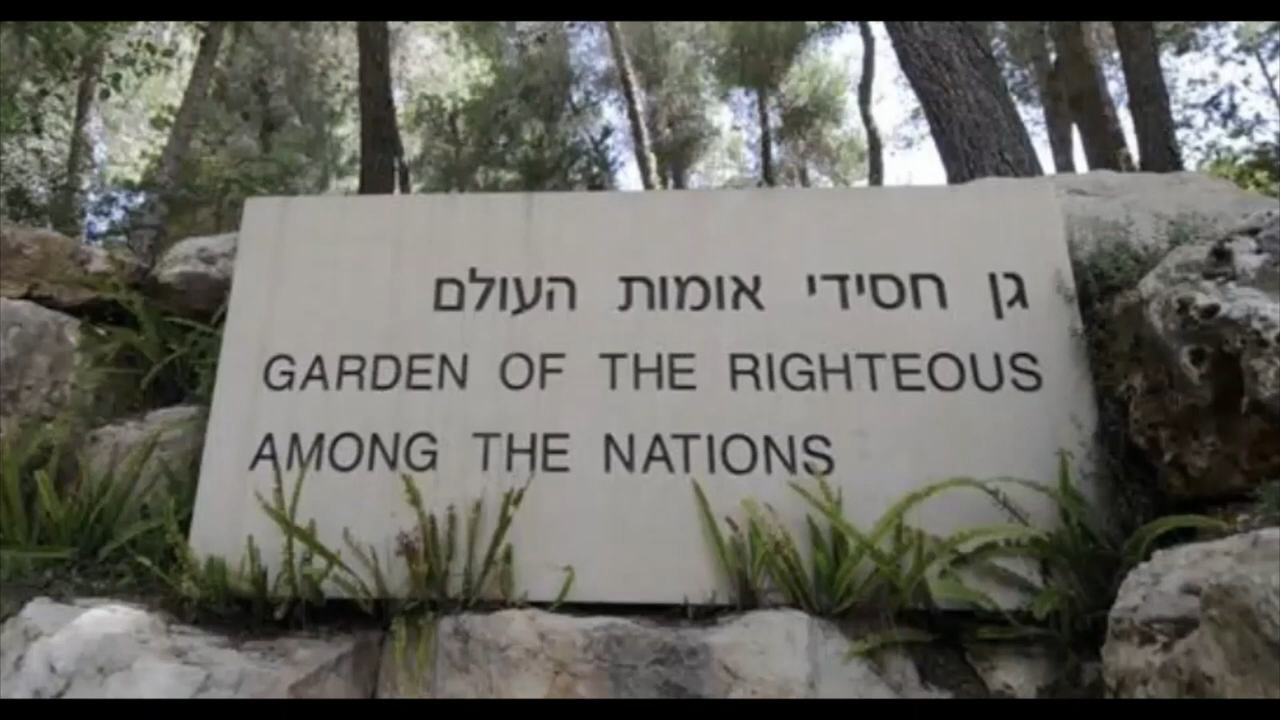 גן חסידי אומות העולם
GARDEN OF THE RIGHTEOUS
AMONG THE NATIONS